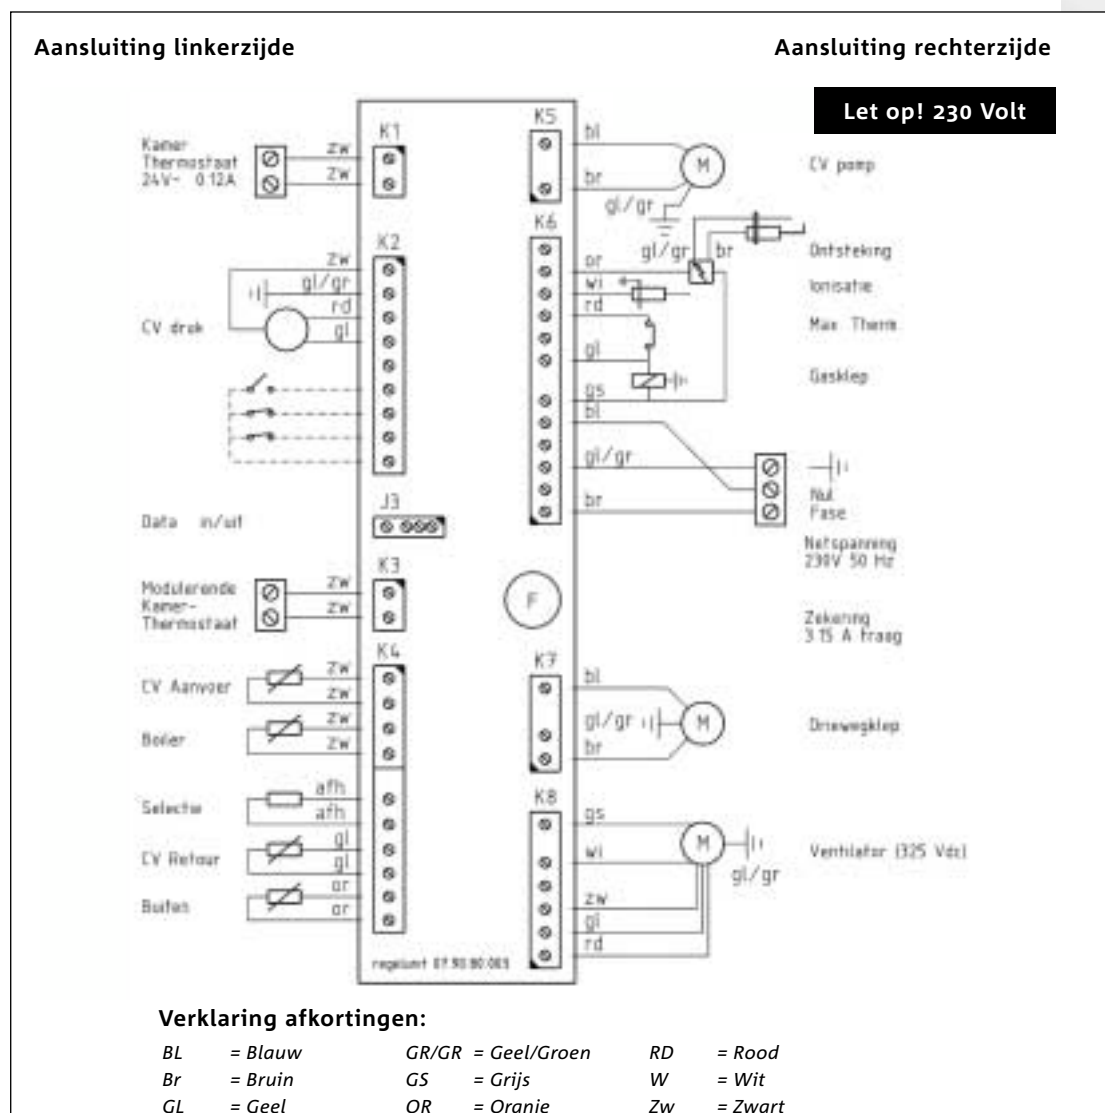 Aansluiting linkerzijde
Aansluiting rechterzijde
Let op! 230 Volt
Kamer
Thermostaat
24V~ 0.12A
zw
zw
K1
K5
bl
br
gl/gr
M
CV pomp
K2
zw
gl/gr
rd
gl
CV druk
K6
gl/gr
br
or
wi
rd
gl
gs
bl
gl/gr
br
Ontsteking
Ionisatie
Max Therm
Gasklep
Nul
Fase
Netspanning
230V 50 Hz
J3
Data in/uit
K3
zw
zw
Modulerende
Kamer-
Thermostaat
F
Zekering
3.15 A traag
K4
zw
zw
CV Aanvoer
zw
zw
Boiler
afh
afh
Selectie
gl
gl
CV Retour
or
or
Buiten
K7
bl
gl/gr
br
M
Driewegklep
K8
gs
wi
zw
gl
rd
M
gl/gr
Ventilator (325 Vdc)
regelunit 07.90.80.005
Verklaring afkortingen:
BL = Blauw GR/GR = Geel/Groen RD = Rood
Br = Bruin GS = Grijs W = Wit
GL = Geel OR = Oranje Zw = Zwart